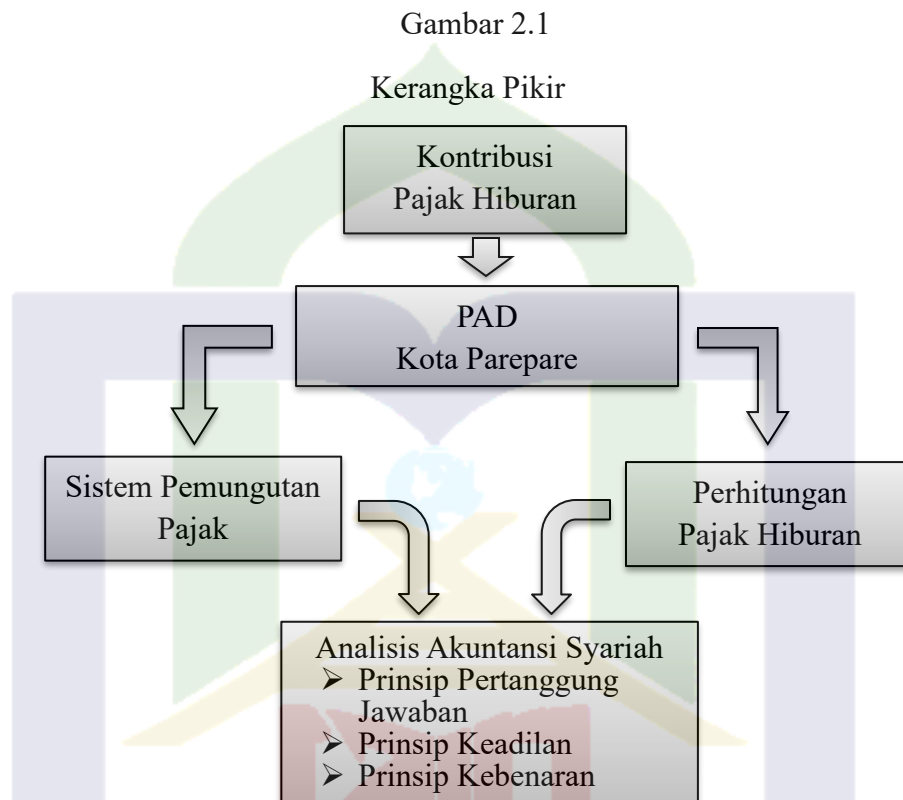 Gambar 2.1
Kerangka Pikir
Kontribusi
Pajak Hiburan
PAD
Kota Parepare
Sistem Pemungutan
Pajak
Perhitungan
Pajak Hiburan
Analisis Akuntansi Syariah
➢ Prinsip Pertanggung
Jawaban
➢ Prinsip Keadilan
➢ Prinsip Kebenaran